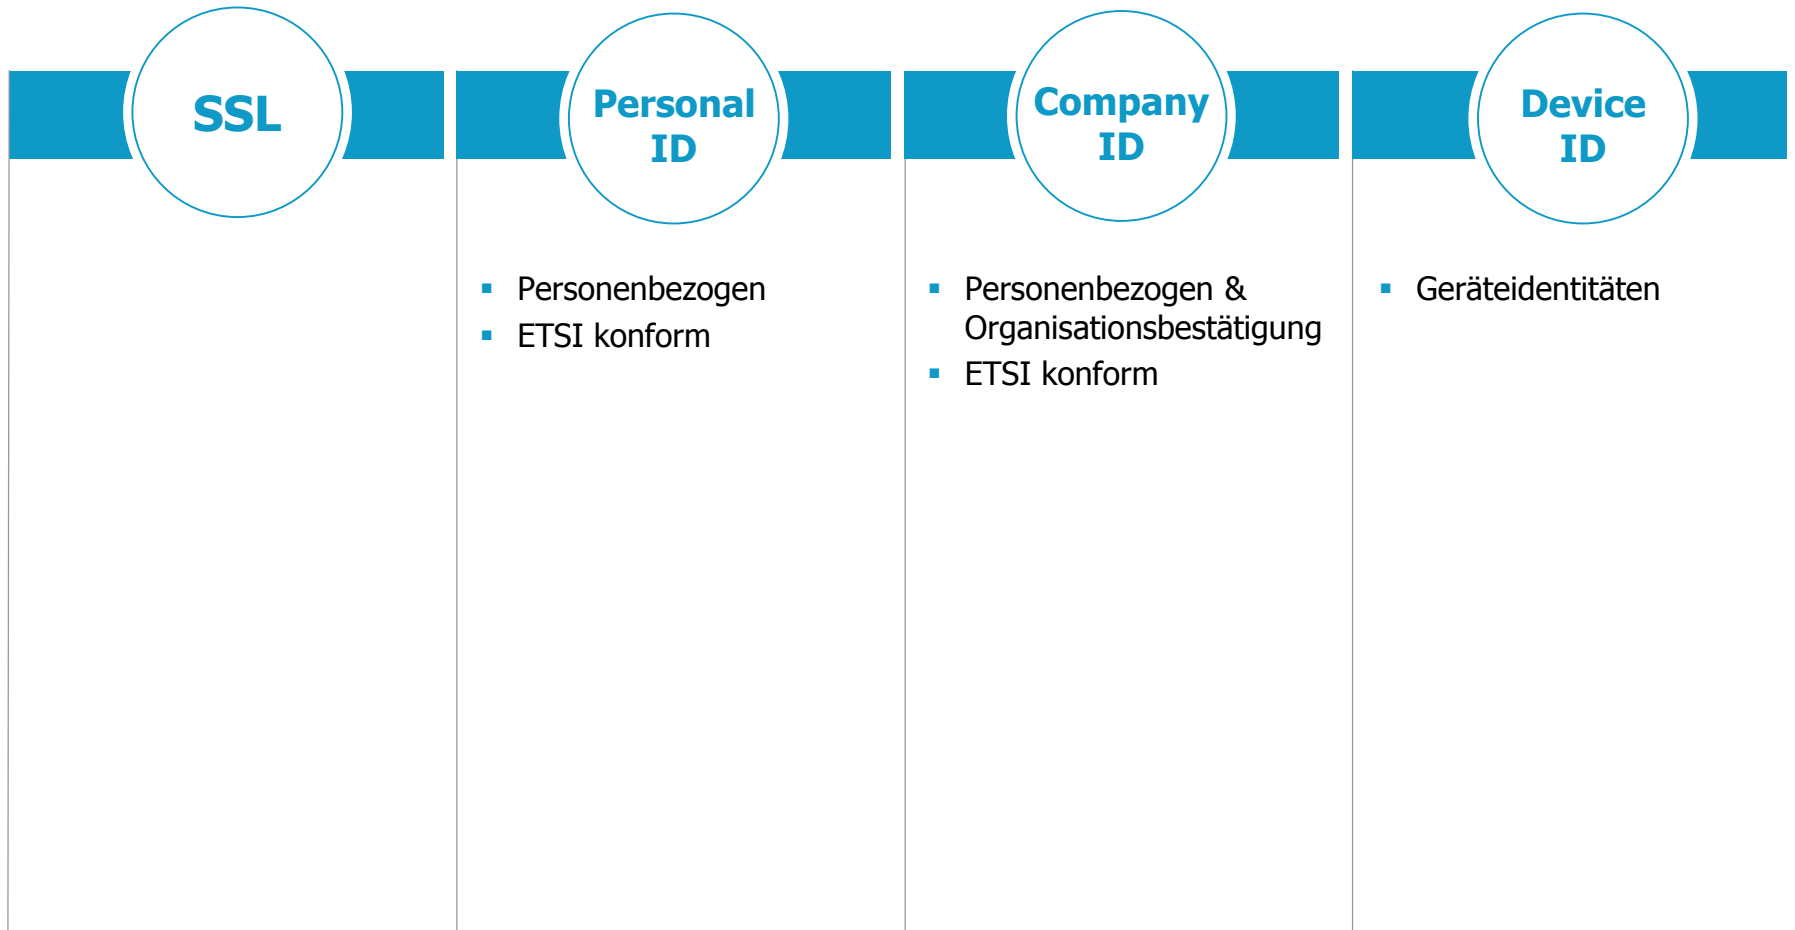 SSL
Personal
ID
Company
ID
Device
ID
▪ Personenbezogen
▪ ETSI konform
▪ Personenbezogen &
Organisationsbestätigung
▪ ETSI konform
▪ Geräteidentitäten